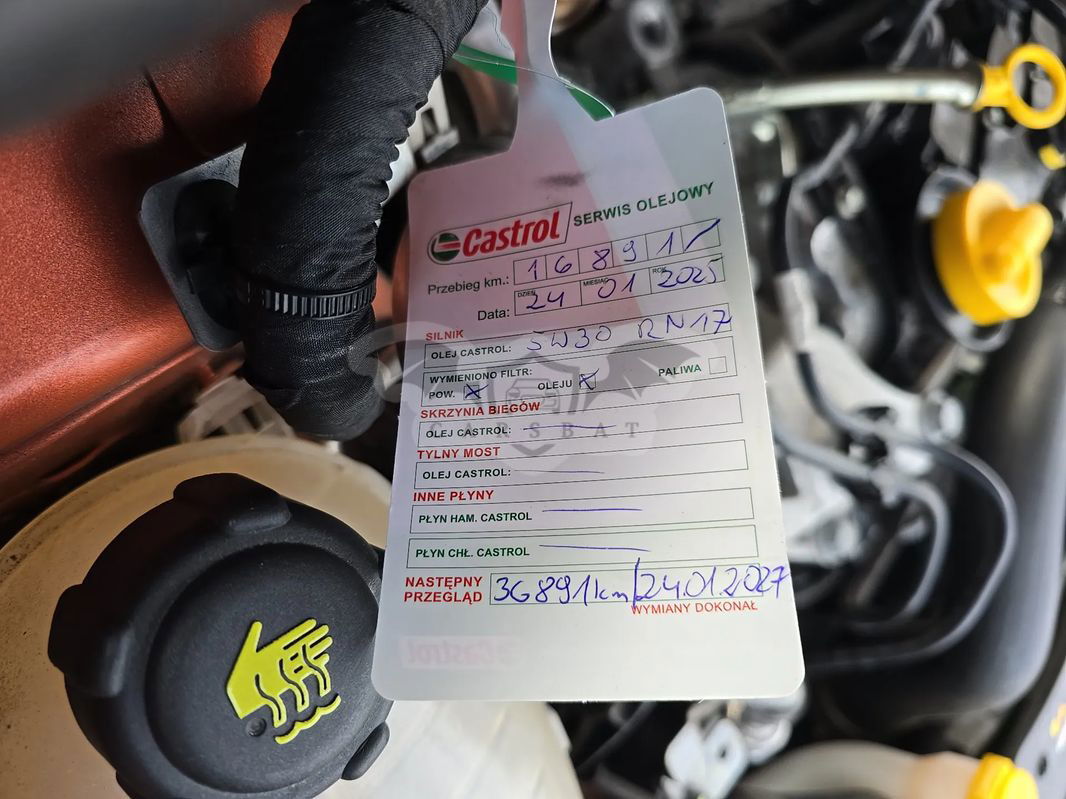 Castrol SERWIS OLEJOWY
Przebieg km.: 16891/
Data: DZIEŃ 24 MIESIĄC 01 ROK 2025
SILNIK
OLEJ CASTROL: 5W30 RN17
WYMIENIONO FILTR:
POW. X OLEJU X PALIWA
SKRZYNIA BIEGÓW
OLEJ CASTROL:
CARSBAT
TYLNY MOST
OLEJ CASTROL:
INNE PŁYNY
PŁYN HAM. CASTROL
PŁYN CHŁ. CASTROL
NASTĘPNY PRZEGLĄD 36891km/24.01.2027
WYMIANY DOKONAŁ
Castrol